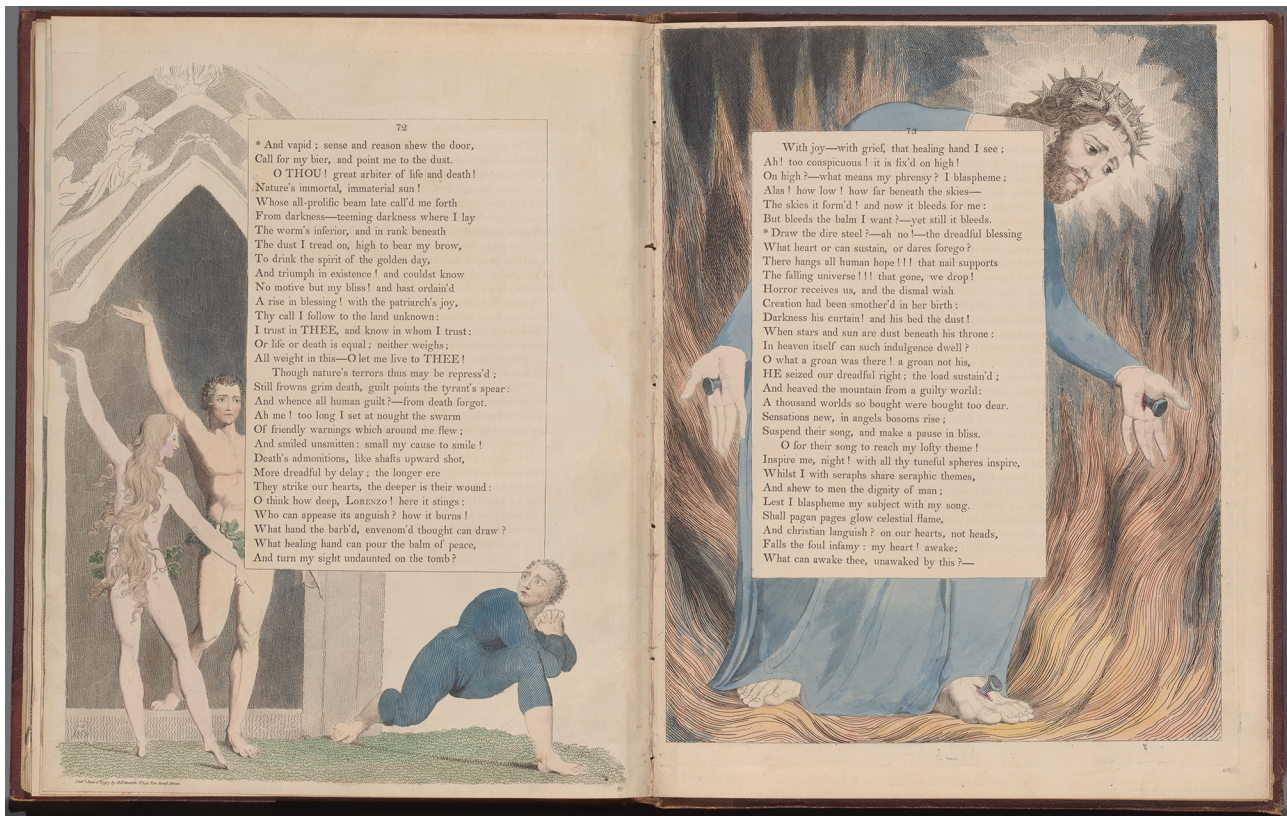 72
* And vapid ; sense and reason shew the door,
Call for my bier, and point me to the dust.
O THOU ! great arbiter of life and death !
Nature's immortal, immaterial sun !
Whose all-prolific beam late call'd me forth
From darkness—teeming darkness where I lay
The worm's inferior, and in rank beneath
The dust I tread on, high to bear my brow,
To drink the spirit of the golden day,
And triumph in existence ! and couldst know
No motive but my bliss ! and hast ordain'd
A rise in blessing ! with the patriarch's joy,
Thy call I follow to the land unknown :
I trust in THEE, and know in whom I trust :
Or life or death is equal ; neither weighs ;
All weight in this—O let me live to THEE !
Though nature's terrors thus may be repress'd ;
Still frowns grim death, guilt points the tyrant's spear :
And whence all human guilt ?—from death forgot.
Ah me ! too long I set at nought the swarm
Of friendly warnings which around me flew ;
And smiled unsmitten : small my cause to smile !
Death's admonitions, like shafts upward shot,
More dreadful by delay ; the longer ere
They strike our hearts, the deeper is their wound :
O think how deep, LORENZO ! here it stings :
Who can appease its anguish ? how it burns !
What hand the barb'd, envenom'd thought can draw ?
What healing hand can pour the balm of peace,
And turn my sight undaunted on the tomb ?
73
With joy—with grief, that healing hand I see ;
Ah ! too conspicuous ! it is fix'd on high !
On high ?—what means my phrensy ? I blaspheme ;
Alas ! how low ! how far beneath the skies—
The skies it form'd ! and now it bleeds for me :
But bleeds the balm I want ?—yet still it bleeds.
* Draw the dire steel ?—ah no !—the dreadful blessing
What heart or can sustain, or dares forego ?
There hangs all human hope ! ! ! that nail supports
The falling universe ! ! ! that gone, we drop !
Horror receives us, and the dismal wish
Creation had been smother'd in her birth :
Darkness his curtain ! and his bed the dust !
When stars and sun are dust beneath his throne :
In heaven itself can such indulgence dwell ?
O what a groan was there ! a groan not his,
HE seized our dreadful right ; the load sustain'd ;
And heaved the mountain from a guilty world :
A thousand worlds so bought were bought too dear.
Sensations new, in angels bosoms rise ;
Suspend their song, and make a pause in bliss.
O for their song to reach my lofty theme !
Inspire me, night ! with all thy tuneful spheres inspire,
Whilst I with seraphs share seraphic themes,
And shew to men the dignity of man ;
Lest I blaspheme my subject with my song.
Shall pagan pages glow celestial flame,
And christian languish ? on our hearts, not heads,
Falls the foul infamy : my heart ! awake ;
What can awake thee, unawaked by this ?—